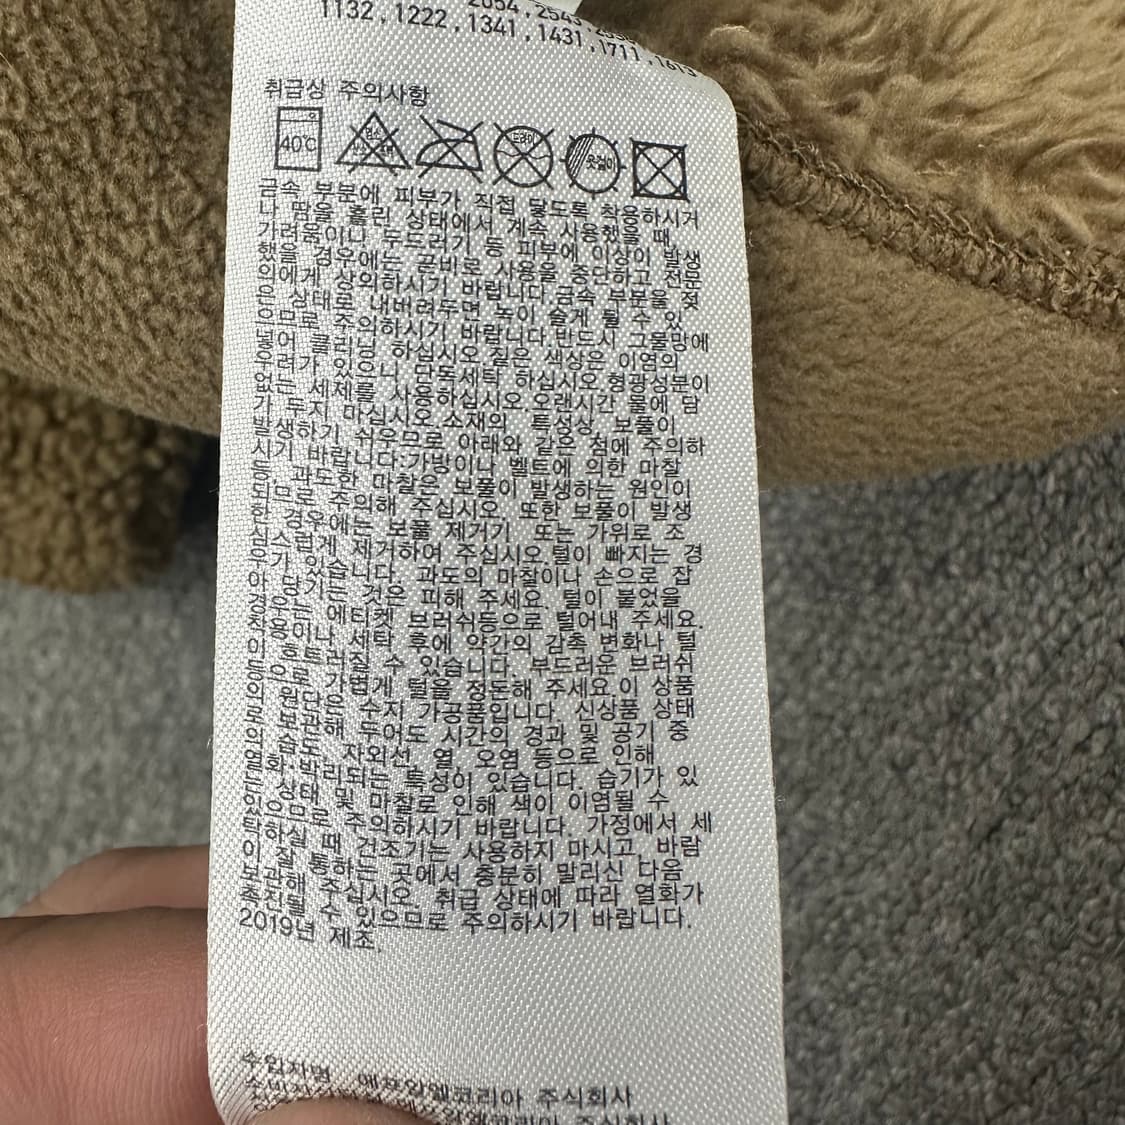 2054,2543,
1132,1222,1341,1431,1711,1613
취급상 주의사항
40℃ 염소 드라이 옷걸이
금속 부분에 피부가 직접 닿도록 착용하시거
나 땀을 흘린 상태에서 계속 사용했을 때
가려움이나 두드러기 등 피부에 이상이 발생
했을 경우에는 곧바로 사용을 중단하고 전문
의에게 상의하시기 바랍니다.금속 부분을 젖
은 상태로 내버려두면 녹이 슬게 될 수 있
으므로 주의하시기 바랍니다.반드시 그물망에
넣어 클리닝 하십시오.짙은 색상은 이염의
우려가 있으니 단독세탁 하십시오.형광성분이
없는 세제를 사용하십시오.오랜시간 물에 담
가 두지 마십시오.소재의 특성상 보풀이
발생하기 쉬우므로 아래와 같은 점에 주의하
시기 바랍니다:가방이나 벨트에 의한 마찰
등 과도한 마찰은 보풀이 발생하는 원인이
되므로 주의해 주십시오. 또한 보풀이 발생
한 경우에는 보풀 제거기 또는 가위로 조
심스럽게 제거하여 주십시오.털이 빠지는 경
우가 있습니다. 과도의 마찰이나 손으로 잡
아 당기는 것은 피해 주세요. 털이 붙었을
경우는 에티켓 브러쉬등으로 털어내 주세요.
착용이나 세탁 후에 약간의 감촉 변화나 털
이 흐트러질 수 있습니다. 부드러운 브러쉬
등으로 가볍게 털을 정돈해 주세요.이 상품
의 원단은 수지 가공품입니다. 신상품 상태
로 보관해 두어도 시간의 경과 및 공기 중
의 습도, 자외선, 열, 오염 등으로 인해
열화,박리되는 특성이 있습니다. 습기가 있
는 상태 및 마찰로 인해 색이 이염될 수
있으므로 주의하시기 바랍니다. 가정에서 세
탁하실 때 건조기는 사용하지 마시고, 바람
이 잘 통하는 곳에서 충분히 말리신 다음
보관해 주십시오. 취급 상태에 따라 열화가
촉진될 수 있으므로 주의하시기 바랍니다.
2019년 제조.
수입자명 에프알엘코리아 주식회사
주식회사